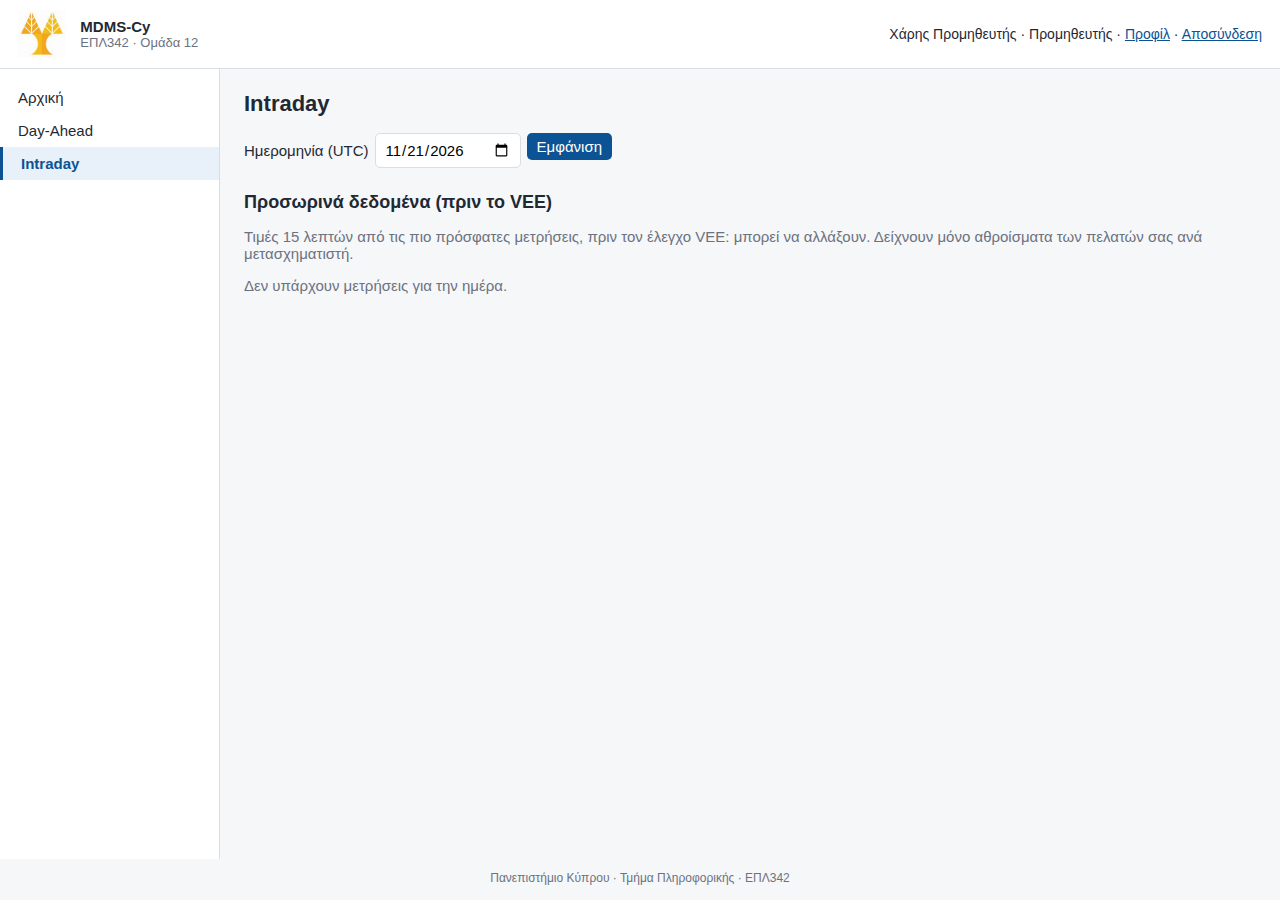 MDMS-Cy
ΕΠΛ342 · Ομάδα 12
Χάρης Προμηθευτής · Προμηθευτής · Προφίλ · Αποσύνδεση
Αρχική
Day-Ahead
Intraday
Intraday
Ημερομηνία (UTC) 11/21/2026 Εμφάνιση
Προσωρινά δεδομένα (πριν το VEE)
Τιμές 15 λεπτών από τις πιο πρόσφατες μετρήσεις, πριν τον έλεγχο VEE: μπορεί να αλλάξουν. Δείχνουν μόνο αθροίσματα των πελατών σας ανά
μετασχηματιστή.
Δεν υπάρχουν μετρήσεις για την ημέρα.
Πανεπιστήμιο Κύπρου · Τμήμα Πληροφορικής · ΕΠΛ342